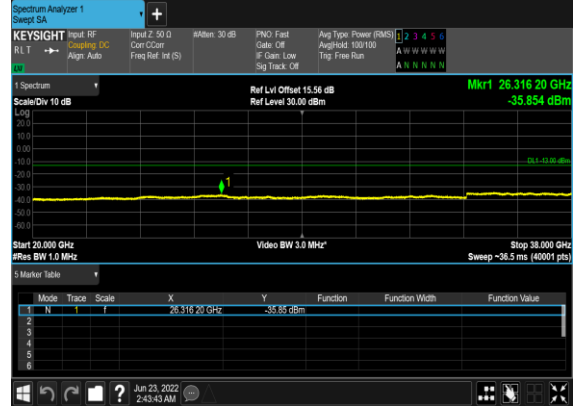 Spectrum Analyzer 1
Swept SA
+
KEYSIGHT Input: RF Input Z: 50 Ω #Atten: 30 dB PNO: Fast Avg Type: Power (RMS) 1 2 3 4 5 6
RLT Coupling: DC Corr CCorr Gate: Off Avg|Hold: 100/100 A W W W W W
Align: Auto Freq Ref: Int (S) IF Gain: Low Trig: Free Run
Sig Track: Off A N N N N N
1 Spectrum
Scale/Div 10 dB
Ref Lvl Offset 15.56 dB
Ref Level 30.00 dBm
Mkr1 26.316 20 GHz
-35.854 dBm
Log
20.0
10.0
0.00
-10.0
DL1 -13.00 dBm
-20.0
-30.0
1
-40.0
-50.0
-60.0
Start 20.000 GHz Video BW 3.0 MHz* Stop 38.000 GHz
#Res BW 1.0 MHz Sweep ~36.5 ms (40001 pts)
5 Marker Table
Mode Trace Scale X Y Function Function Width Function Value
1 N 1 f 26.316 20 GHz -35.85 dBm
2
3
4
5
6
? Jun 23, 2022
2:43:43 AM